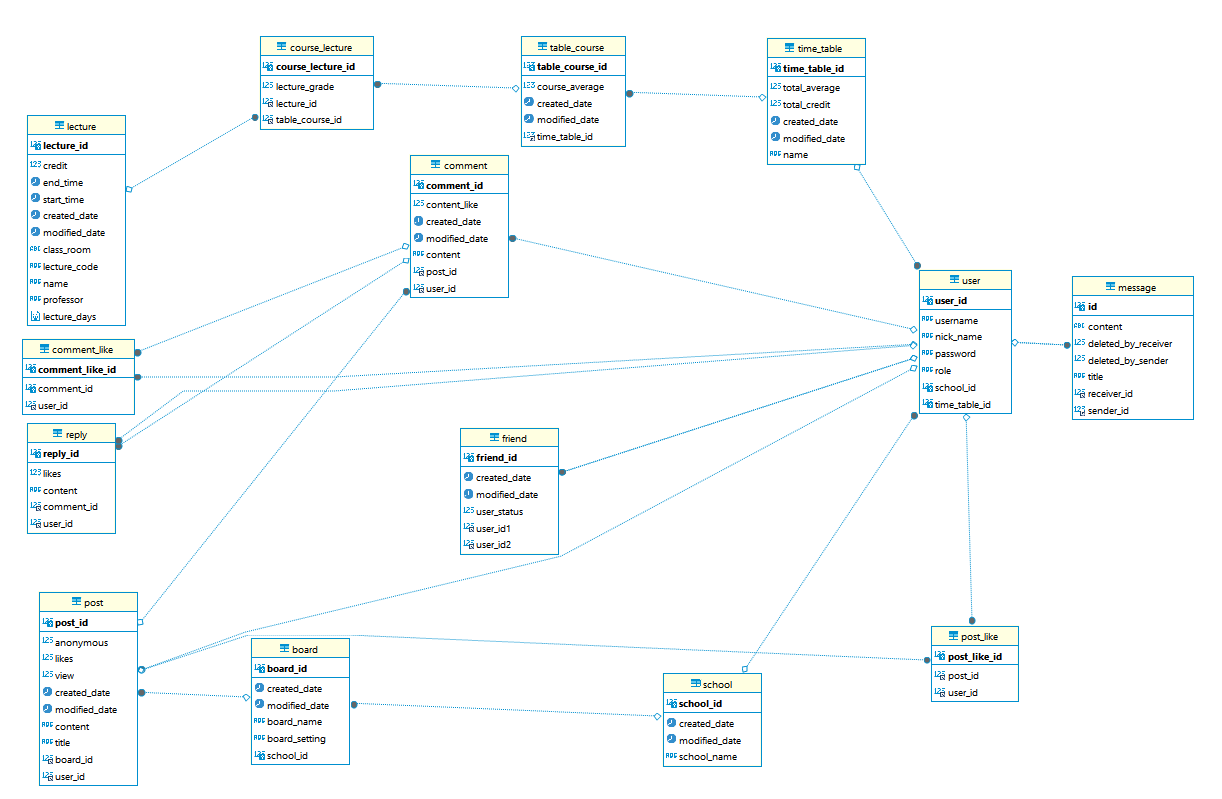 course_lecture
course_lecture_id
lecture_grade
lecture_id
table_course_id
table_course
table_course_id
course_average
created_date
modified_date
time_table_id
time_table
time_table_id
total_average
total_credit
created_date
modified_date
name
lecture
lecture_id
credit
end_time
start_time
created_date
modified_date
class_room
lecture_code
name
professor
lecture_days
comment
comment_id
content_like
created_date
modified_date
content
post_id
user_id
user
user_id
username
nick_name
password
role
school_id
time_table_id
message
id
content
deleted_by_receiver
deleted_by_sender
title
receiver_id
sender_id
comment_like
comment_like_id
comment_id
user_id
reply
reply_id
likes
content
comment_id
user_id
friend
friend_id
created_date
modified_date
user_status
user_id1
user_id2
post
post_id
anonymous
likes
view
created_date
modified_date
content
title
board_id
user_id
board
board_id
created_date
modified_date
board_name
board_setting
school_id
school
school_id
created_date
modified_date
school_name
post_like
post_like_id
post_id
user_id